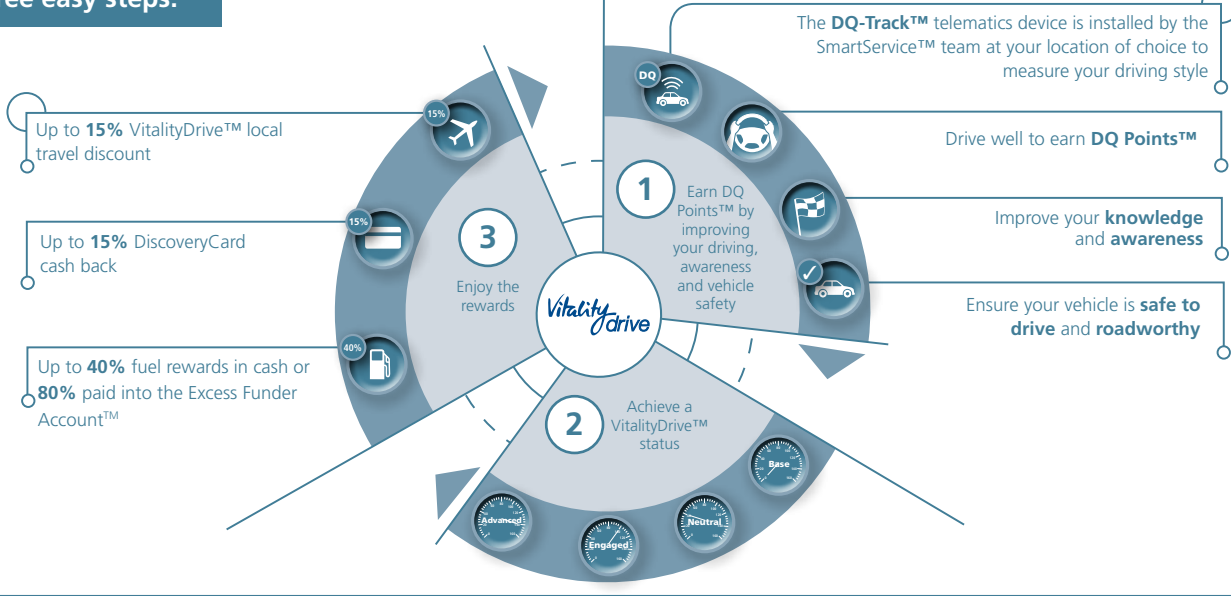 ree easy steps.
The DQ-Track™ telematics device is installed by the
SmartService™ team at your location of choice to
measure your driving style
DQ
Drive well to earn DQ Points™
Improve your knowledge
and awareness
Ensure your vehicle is safe to
drive and roadworthy
✓
1
Earn DQ
Points™ by
improving
your driving,
awareness
and vehicle
safety
Vitality drive
2
Achieve a
VitalityDrive™
status
Base
Neutral
Engaged
Advanced
3
Enjoy the
rewards
15%
Up to 15% VitalityDrive™ local
travel discount
15%
Up to 15% DiscoveryCard
cash back
40%
Up to 40% fuel rewards in cash or
80% paid into the Excess Funder
Account™